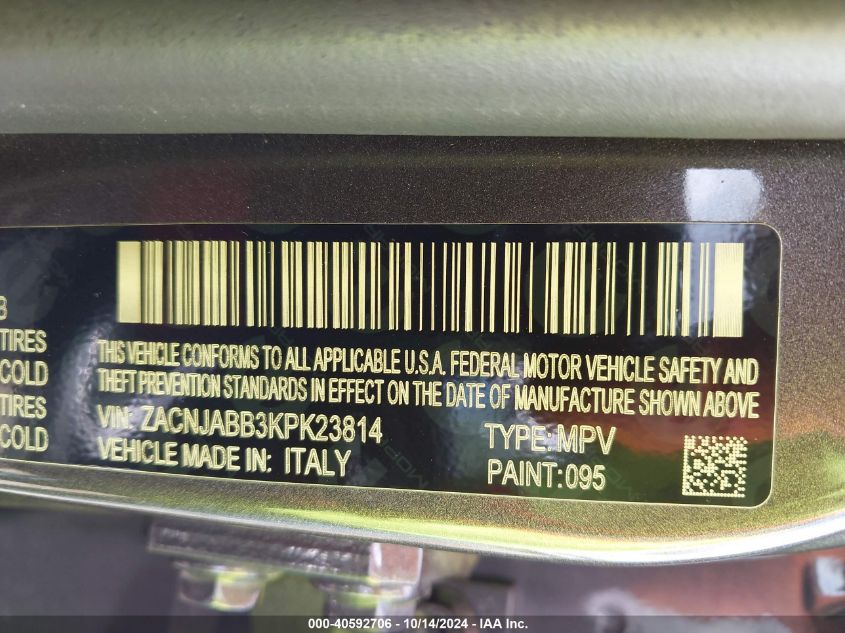 B
TIRES
COLD
TIRES
COLD
THIS VEHICLE CONFORMS TO ALL APPLICABLE U.S.A. FEDERAL MOTOR VEHICLE SAFETY AND
THEFT PREVENTION STANDARDS IN EFFECT ON THE DATE OF MANUFACTURE SHOWN ABOVE
VIN: ZACNJABB3KPK23814 TYPE: MPV
VEHICLE MADE IN: ITALY PAINT: 095
000-40592706 - 10/14/2024 - IAA Inc.